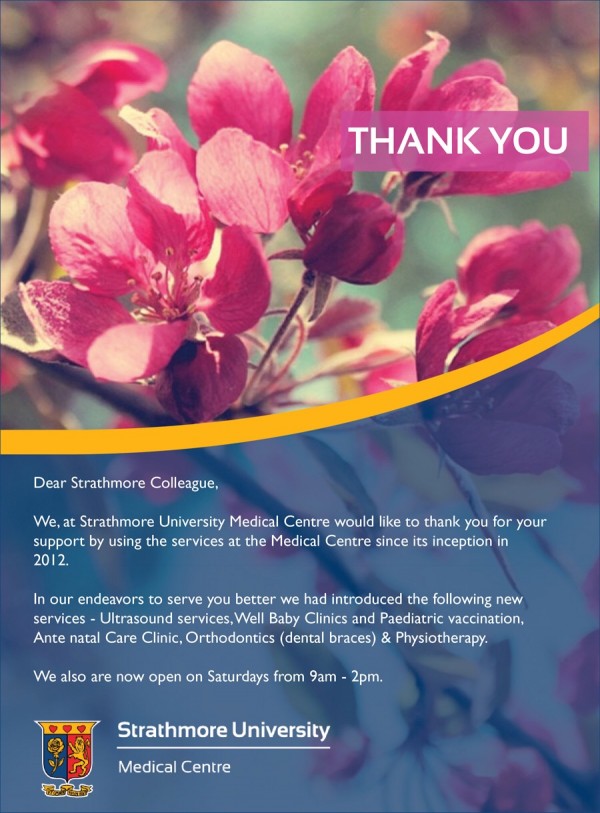 THANK YOU
Dear Strathmore Colleague,
We, at Strathmore University Medical Centre would like to thank you for your
support by using the services at the Medical Centre since its inception in
2012.
In our endeavors to serve you better we had introduced the following new
services - Ultrasound services, Well Baby Clinics and Paediatric vaccination,
Ante natal Care Clinic, Orthodontics (dental braces) & Physiotherapy.
We also are now open on Saturdays from 9am - 2pm.
Strathmore University
Medical Centre